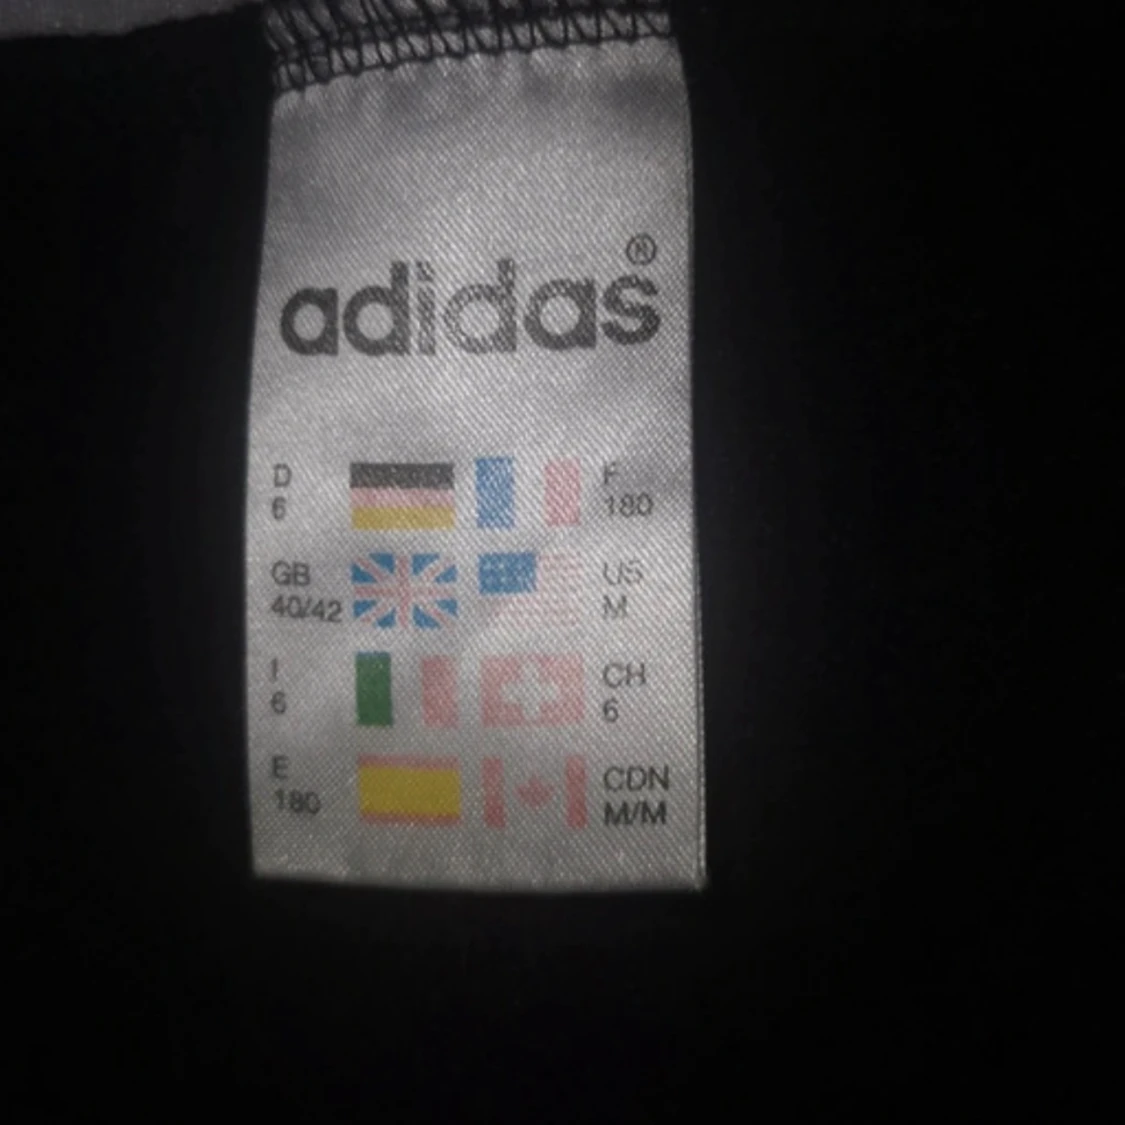 adidas®
D F
6 180
GB US
40/42 M
I CH
6 6
E CDN
180 M/M